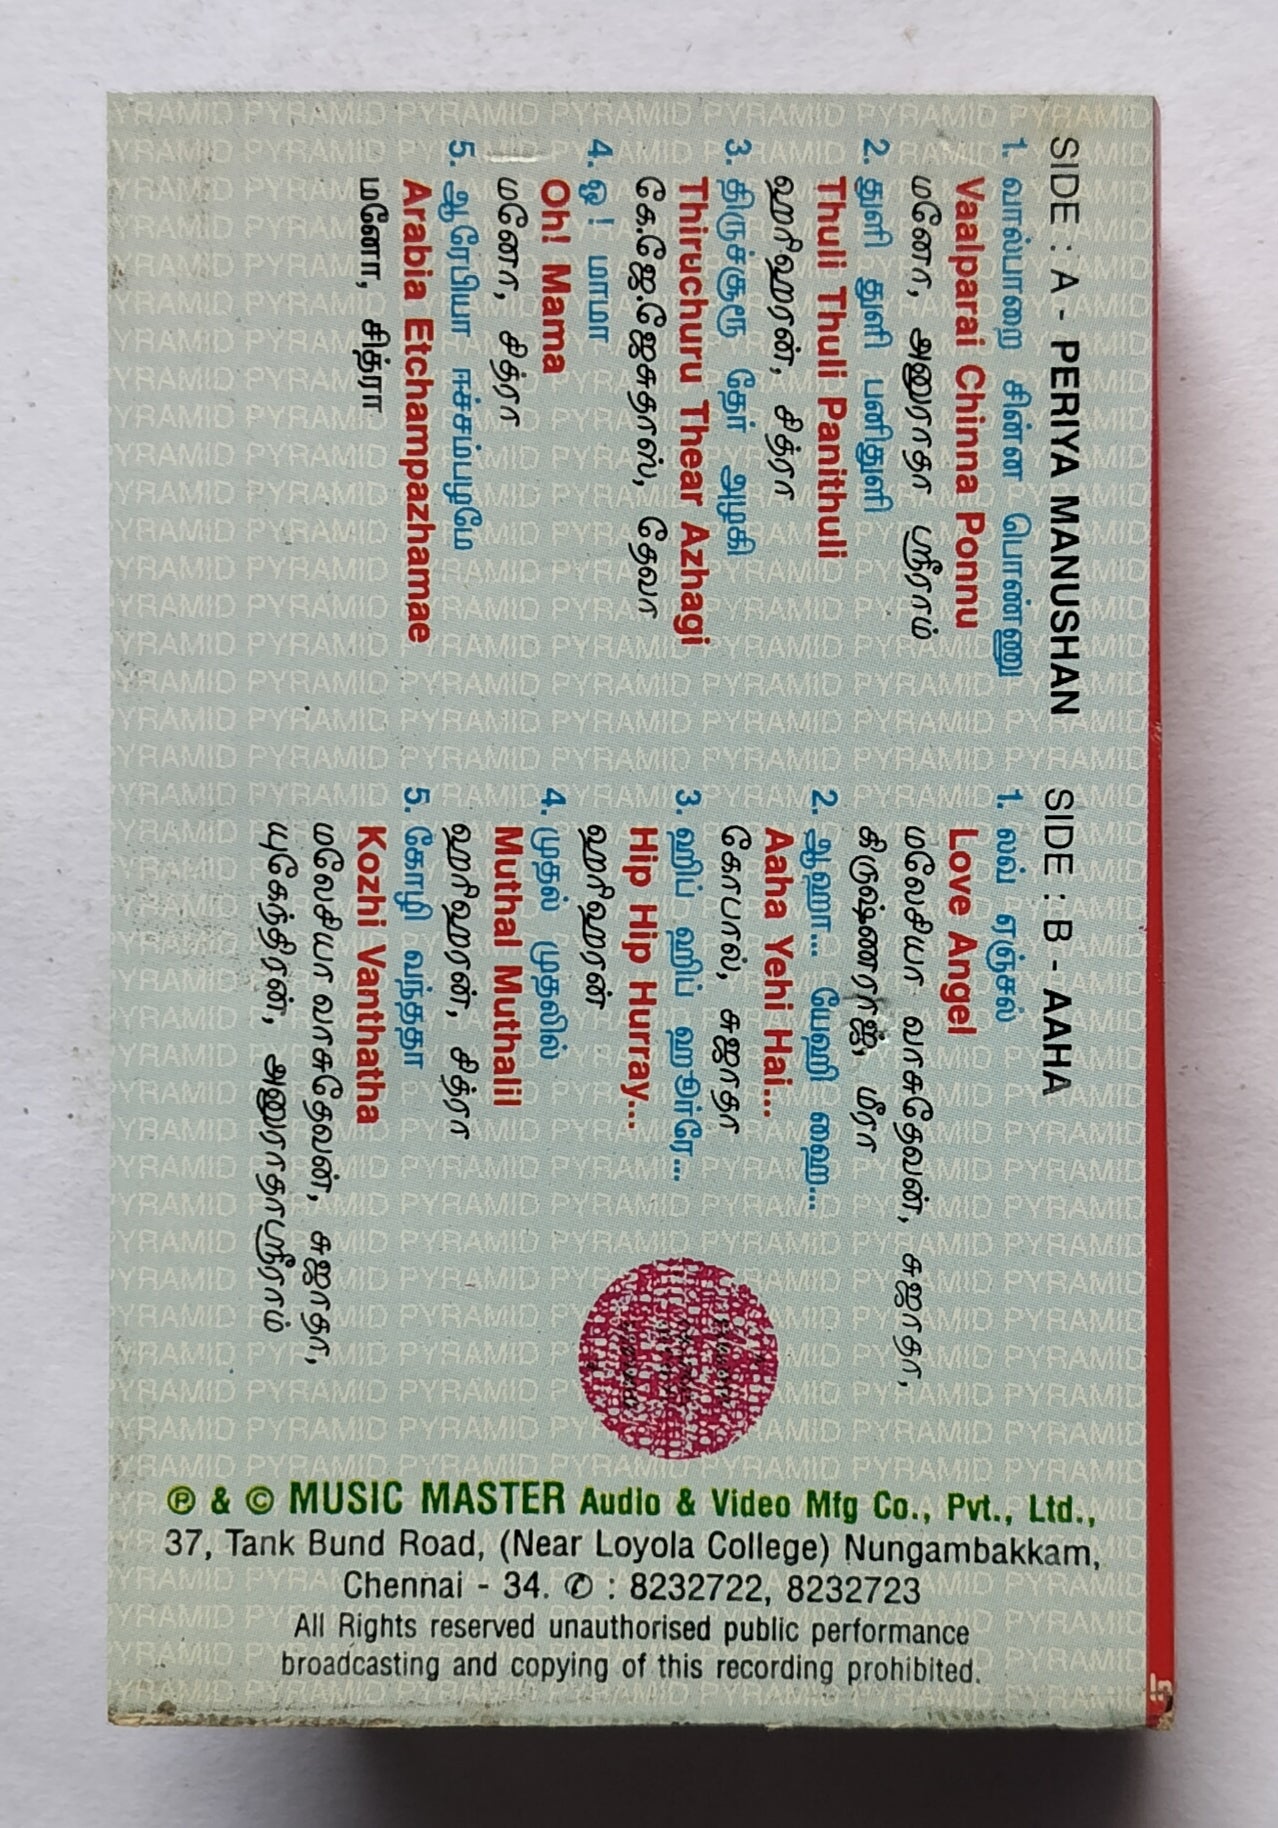 SIDE : A - PERIYA MANUSHAN
1. வால்பாறை சின்ன பொண்ணு
Vaalparai Chinna Ponnu
மனோ, அனுராதா ஸ்ரீராம்
2. துளி துளி பனிதுளி
Thuli Thuli Panithuli
ஹரிஹரன், சித்ரா
3. திருச்சூரு தேர் அழகி
Thiruchuru Thear Azhagi
கே.ஜே.ஜேசுதாஸ், தேவா
4. ஓ! மாமா
Oh! Mama
மனோ, சித்ரா
5. ஆரேபியா ஈச்சம்பழமே
Arabia Etchampazhamae
மனோ, சித்ரா
SIDE : B - AAHA
1. லவ் ஏஞ்சல்
Love Angel
மலேசியா வாசுதேவன், சுஜாதா,
கிருஷ்ணராஜ், மீரா
2. ஆஹா... யேஹி ஹை...
Aaha Yehi Hai...
கோபால், சுஜாதா
3. ஹிப் ஹிப் ஹூர்ரே...
Hip Hip Hurray...
ஹரிஹரன்
4. முதல் முதலில்
Muthal Muthalil
ஹரிஹரன், சித்ரா
5. கோழி வந்ததா
Kozhi Vanthatha
மலேசியா வாசுதேவன், சுஜாதா,
யுகேந்திரன், அனுராதாஸ்ரீராம்
℗ & © MUSIC MASTER Audio & Video Mfg Co., Pvt., Ltd.,
37, Tank Bund Road, (Near Loyola College) Nungambakkam,
Chennai - 34. ✆ : 8232722, 8232723
All Rights reserved unauthorised public performance
broadcasting and copying of this recording prohibited.